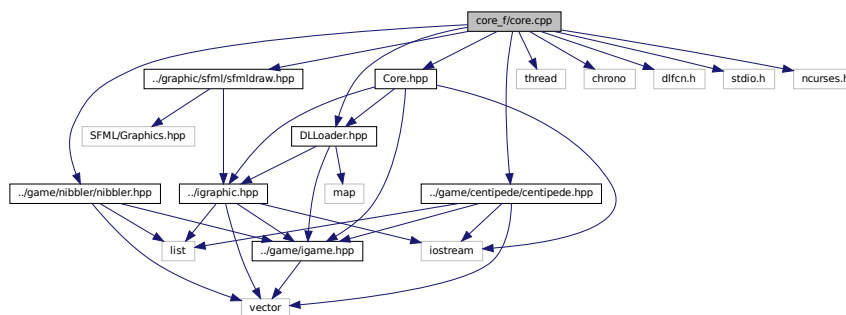 core_f/core.cpp
../graphic/sfml/sfmldraw.hpp
Core.hpp
thread
chrono
dlfcn.h
stdio.h
ncurses.h
SFML/Graphics.hpp
DLLoader.hpp
../game/nibbler/nibbler.hpp
../igraphic.hpp
map
../game/centipede/centipede.hpp
list
../game/igame.hpp
iostream
vector